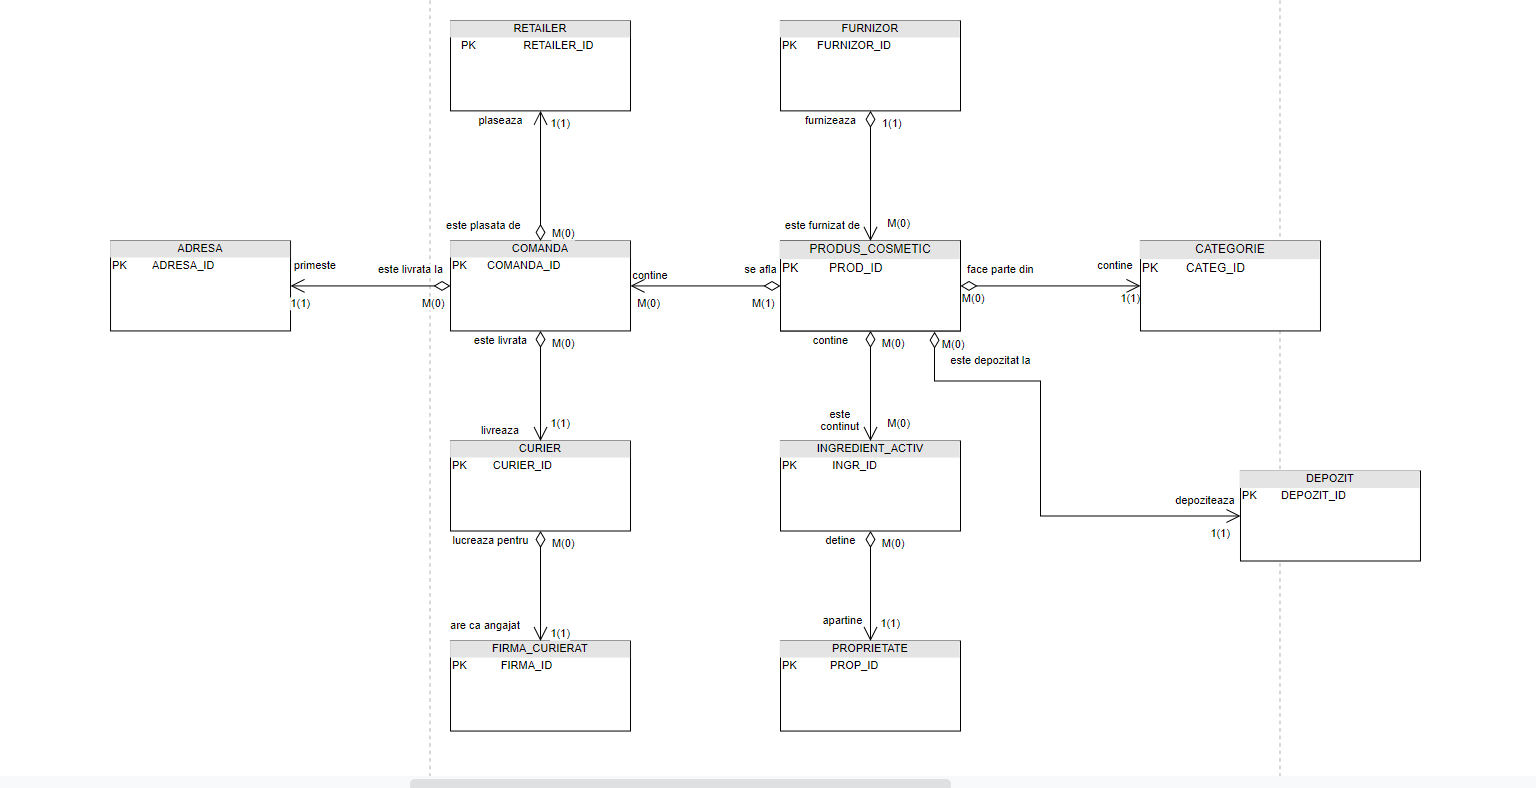 RETAILER
PK RETAILER_ID
FURNIZOR
PK FURNIZOR_ID
plaseaza 1(1)
furnizeaza 1(1)
este plasata de M(0)
este furnizat de M(0)
ADRESA
PK ADRESA_ID
primeste
1(1)
este livrata la
M(0)
COMANDA
PK COMANDA_ID
contine
M(0)
se afla
M(1)
PRODUS_COSMETIC
PK PROD_ID
face parte din
M(0)
contine
1(1)
CATEGORIE
PK CATEG_ID
este livrata M(0)
contine M(0)
M(0)
este depozitat la
livreaza 1(1)
este
continut M(0)
CURIER
PK CURIER_ID
INGREDIENT_ACTIV
PK INGR_ID
depoziteaza
1(1)
DEPOZIT
PK DEPOZIT_ID
lucreaza pentru M(0)
detine M(0)
are ca angajat 1(1)
apartine 1(1)
FIRMA_CURIERAT
PK FIRMA_ID
PROPRIETATE
PK PROP_ID